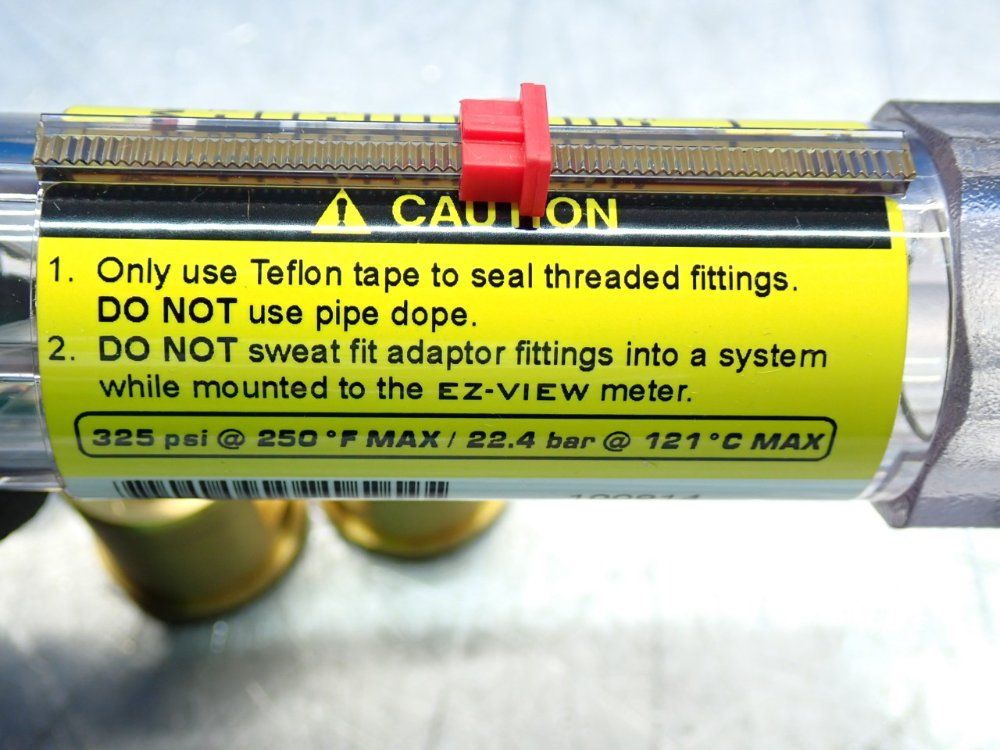 CAUTION
1. Only use Teflon tape to seal threaded fittings.
DO NOT use pipe dope.
2. DO NOT sweat fit adaptor fittings into a system
while mounted to the EZ-VIEW meter.
325 psi @ 250°F MAX / 22.4 bar @ 121°C MAX